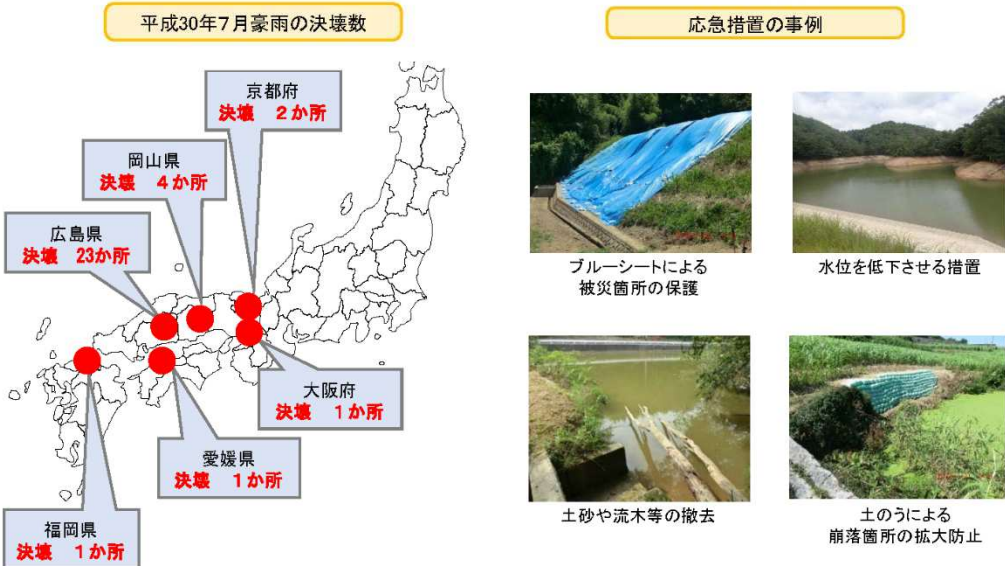 平成30年7月豪雨の決壊数
京都府
決壊　2か所
岡山県
決壊　4か所
広島県
決壊　23か所
大阪府
決壊　1か所
愛媛県
決壊　1か所
福岡県
決壊　1か所
応急措置の事例
ブルーシートによる
被災箇所の保護
水位を低下させる措置
土砂や流木等の撤去
土のうによる
崩落箇所の拡大防止